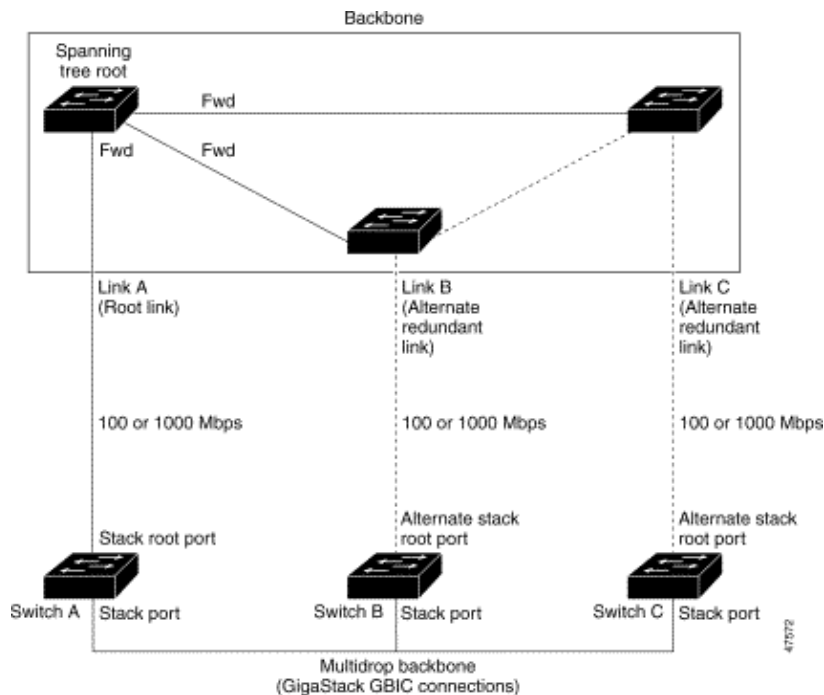 Backbone
Spanning
tree root
Fwd
Fwd
Fwd
Link A
(Root link)
Link B
(Alternate
redundant
link)
Link C
(Alternate
redundant
link)
100 or 1000 Mbps
100 or 1000 Mbps
100 or 1000 Mbps
Stack root port
Alternate stack
root port
Alternate stack
root port
Switch A
Stack port
Switch B
Stack port
Switch C
Stack port
Multidrop backbone
(GigaStack GBIC connections)
47572